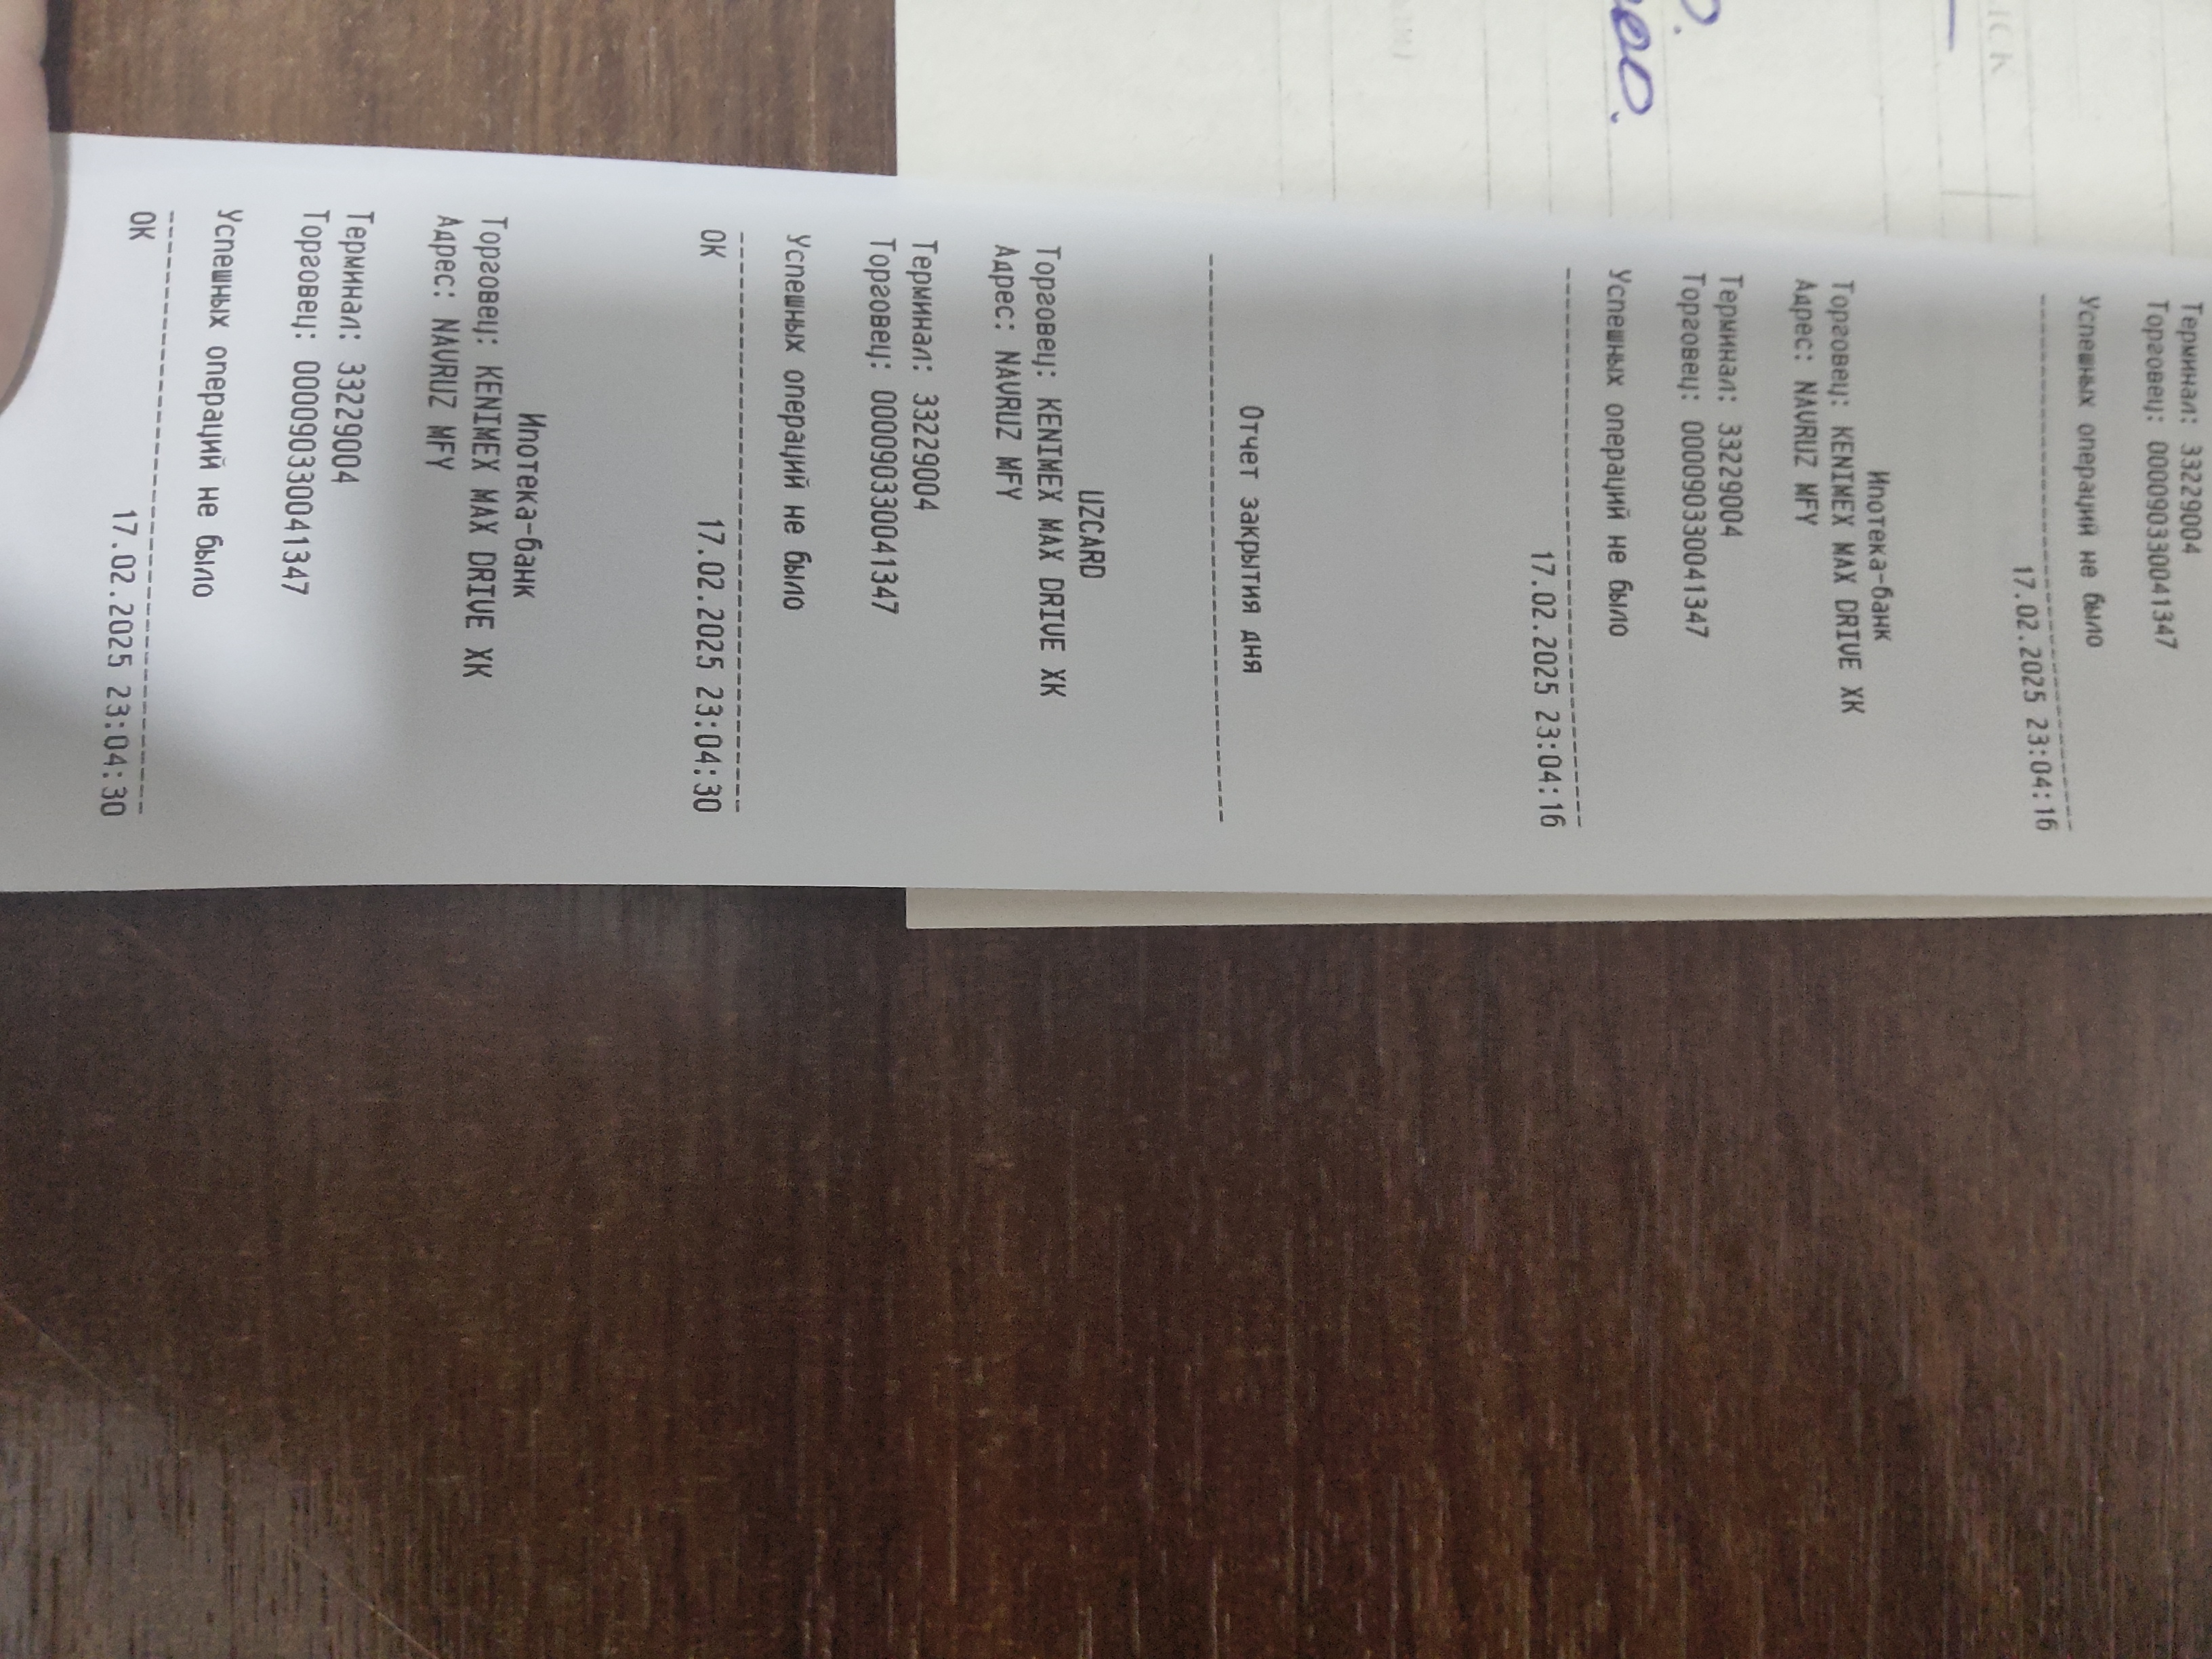 Терминал: 33229004
Торговец: 000090330041347
Успешных операций не было
--------------------------------
17.02.2025 23:04:16
Ипотека-банк
Торговец: KENIMEX MAX DRIVE XK
Адрес: NAVRUZ MFY
Терминал: 33229004
Торговец: 000090330041347
Успешных операций не было
--------------------------------
17.02.2025 23:04:16
Отчет закрытия дня
--------------------------------
UZCARD
Торговец: KENIMEX MAX DRIVE XK
Адрес: NAVRUZ MFY
Терминал: 33229004
Торговец: 000090330041347
Успешных операций не было
--------------------------------
OK 17.02.2025 23:04:30
Ипотека-банк
Торговец: KENIMEX MAX DRIVE XK
Адрес: NAVRUZ MFY
Терминал: 33229004
Торговец: 000090330041347
Успешных операций не было
--------------------------------
OK 17.02.2025 23:04:30